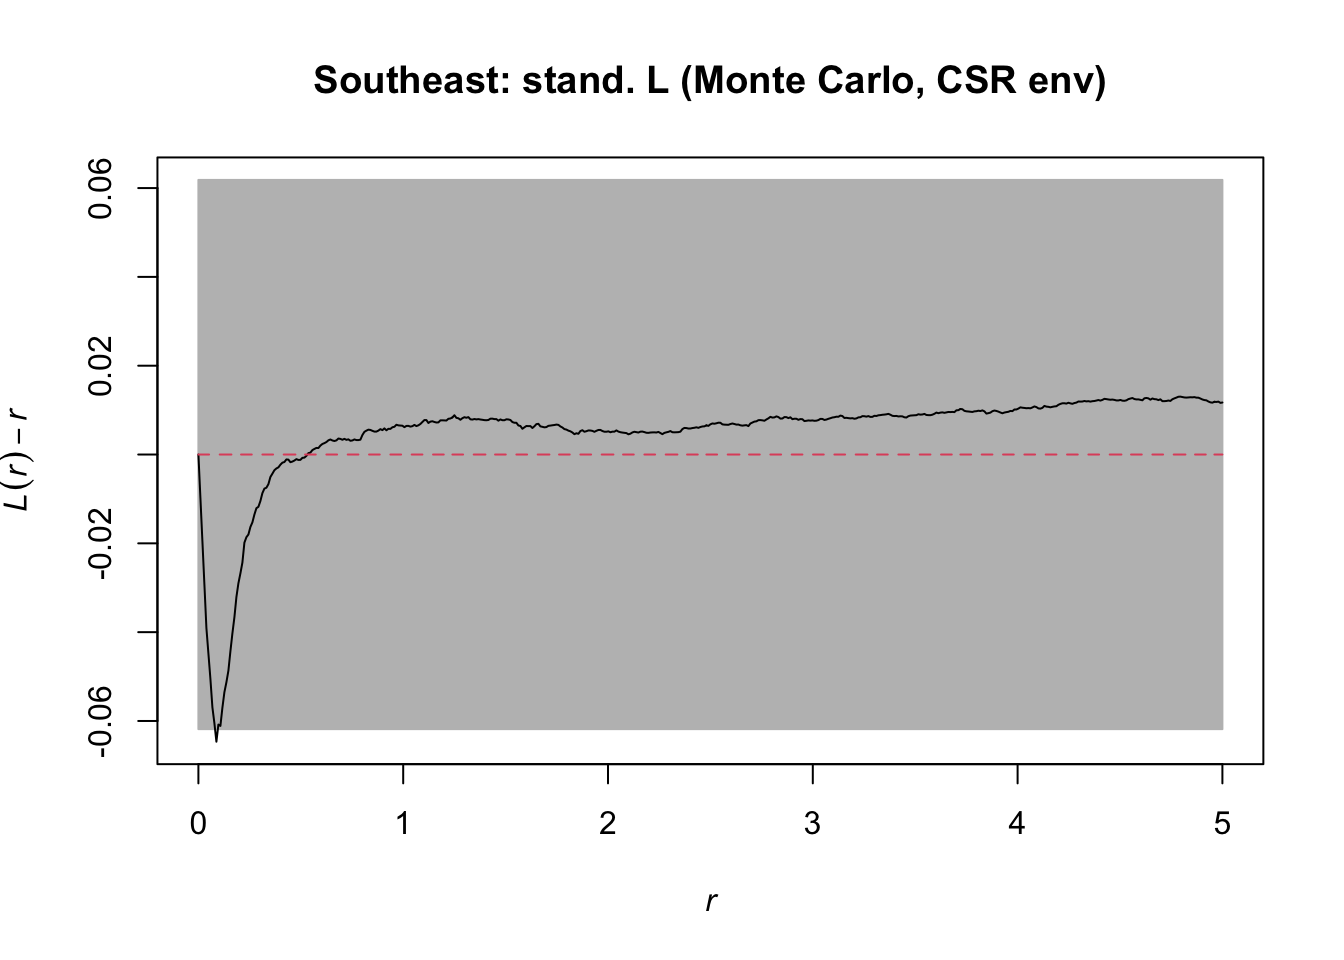 Southeast: stand. L (Monte Carlo, CSR env)
0.06
0.02
-0.02
-0.06
L(r) − r
0 1 2 3 4 5
r